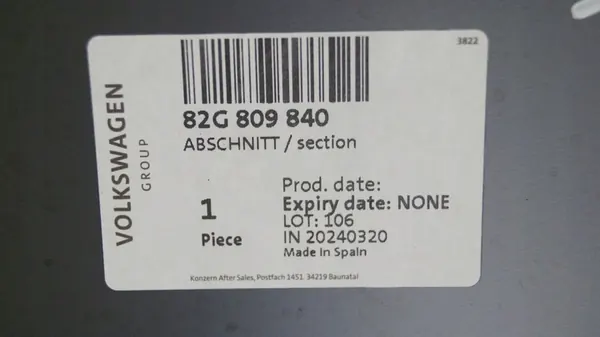 3822
VOLKSWAGEN
GROUP
82G 809 840
ABSCHNITT / section
1
Piece
Prod. date:
Expiry date: NONE
LOT: 106
IN 20240320
Made in Spain
Konzern After Sales, Postfach 1451. 34219 Baunatal